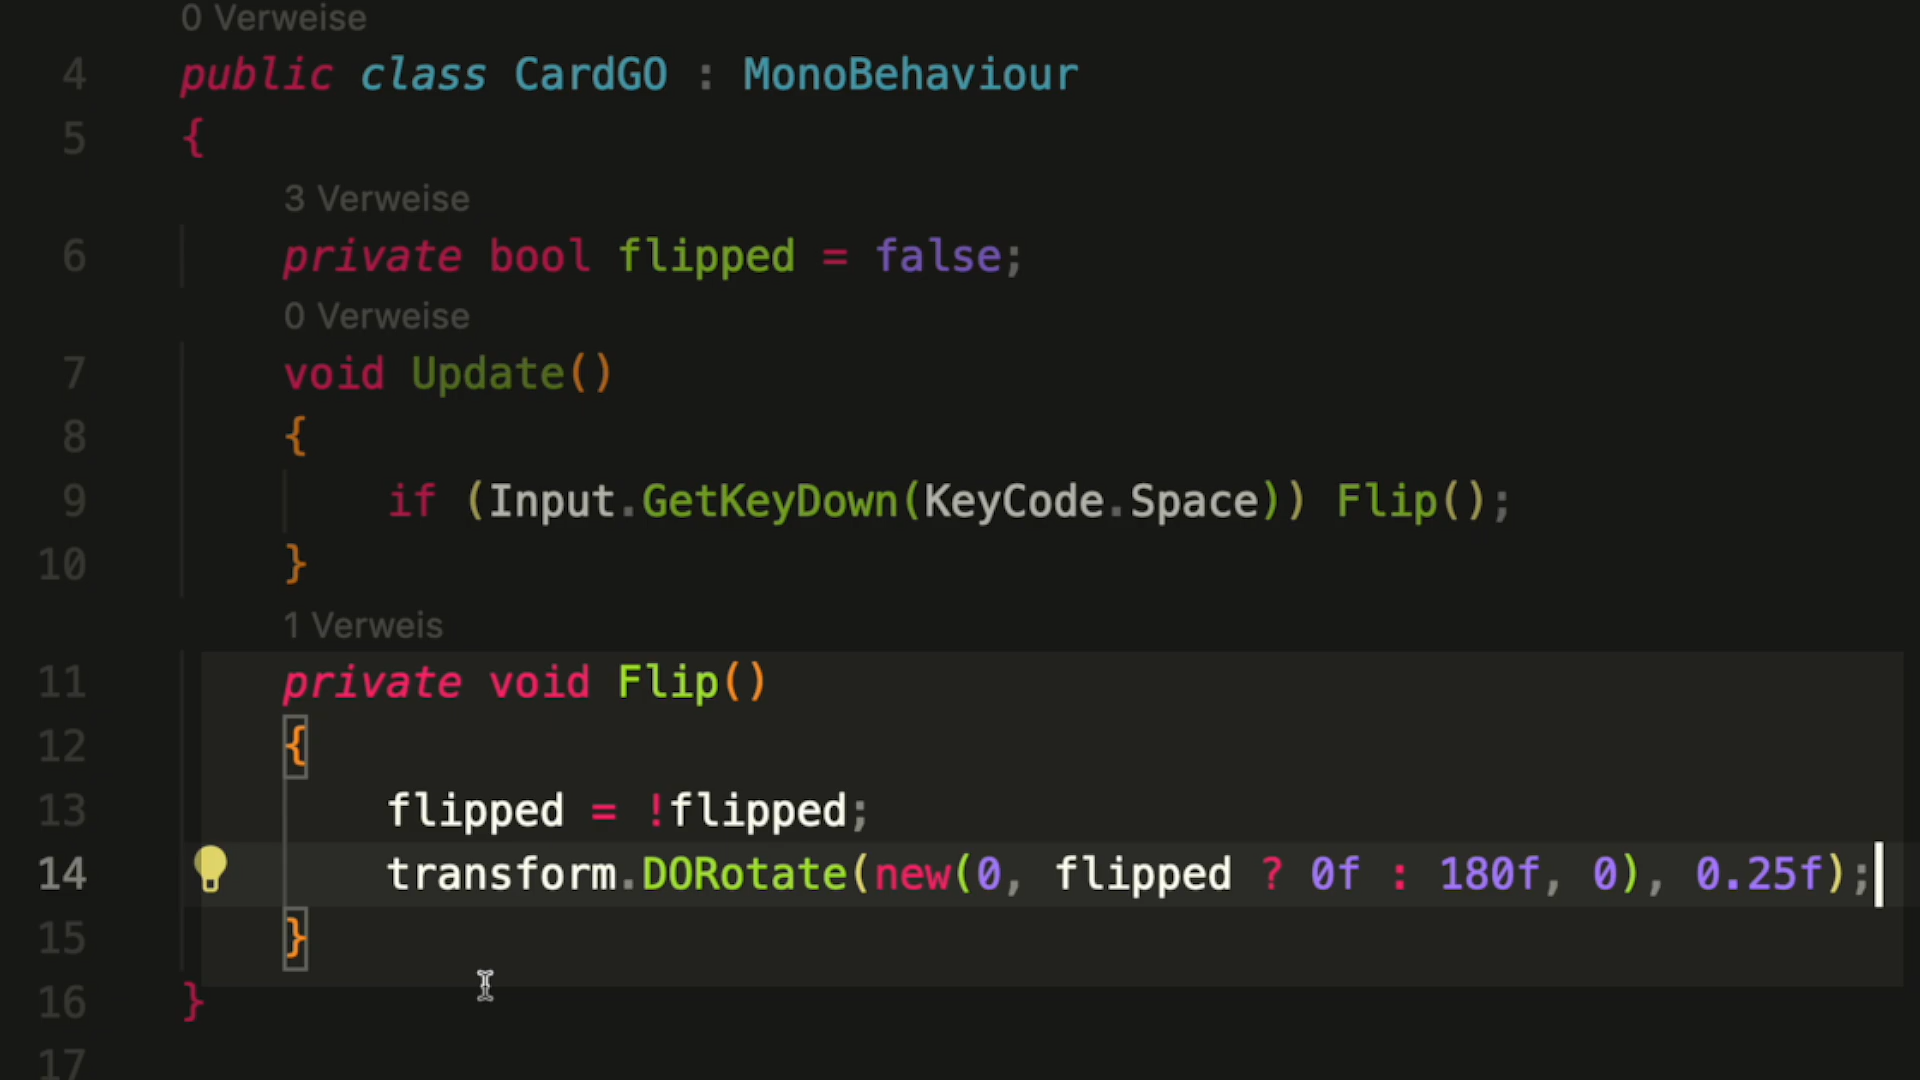 0 Verweise
4 public class CardGO : MonoBehaviour
5 {
3 Verweise
6 private bool flipped = false;
0 Verweise
7 void Update()
8 {
9 if (Input.GetKeyDown(KeyCode.Space)) Flip();
10 }
1 Verweis
11 private void Flip()
12 {
13 flipped = !flipped;
14 transform.DORotate(new(0, flipped ? 0f : 180f, 0), 0.25f);
15 }
16 }
17